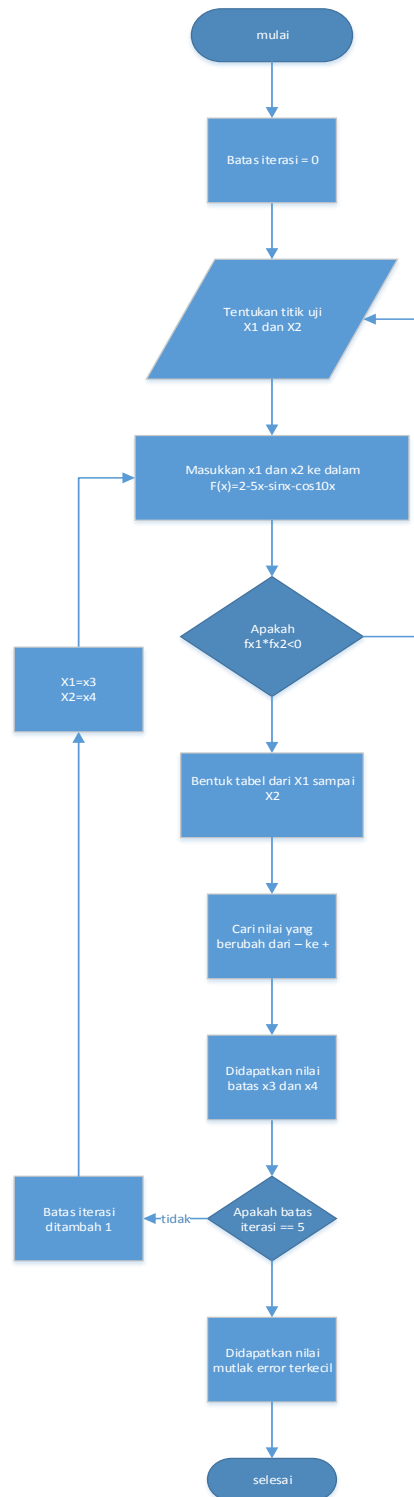 mulai
Batas iterasi = 0
Tentukan titik uji
X1 dan X2
Masukkan x1 dan x2 ke dalam
F(x)=2-5x-sinx-cos10x
Apakah
fx1*fx2<0
X1=x3
X2=x4
Bentuk tabel dari X1 sampai
X2
Cari nilai yang
berubah dari – ke +
Didapatkan nilai
batas x3 dan x4
Apakah batas
iterasi == 5
tidak
Batas iterasi
ditambah 1
Didapatkan nilai
mutlak error terkecil
selesai